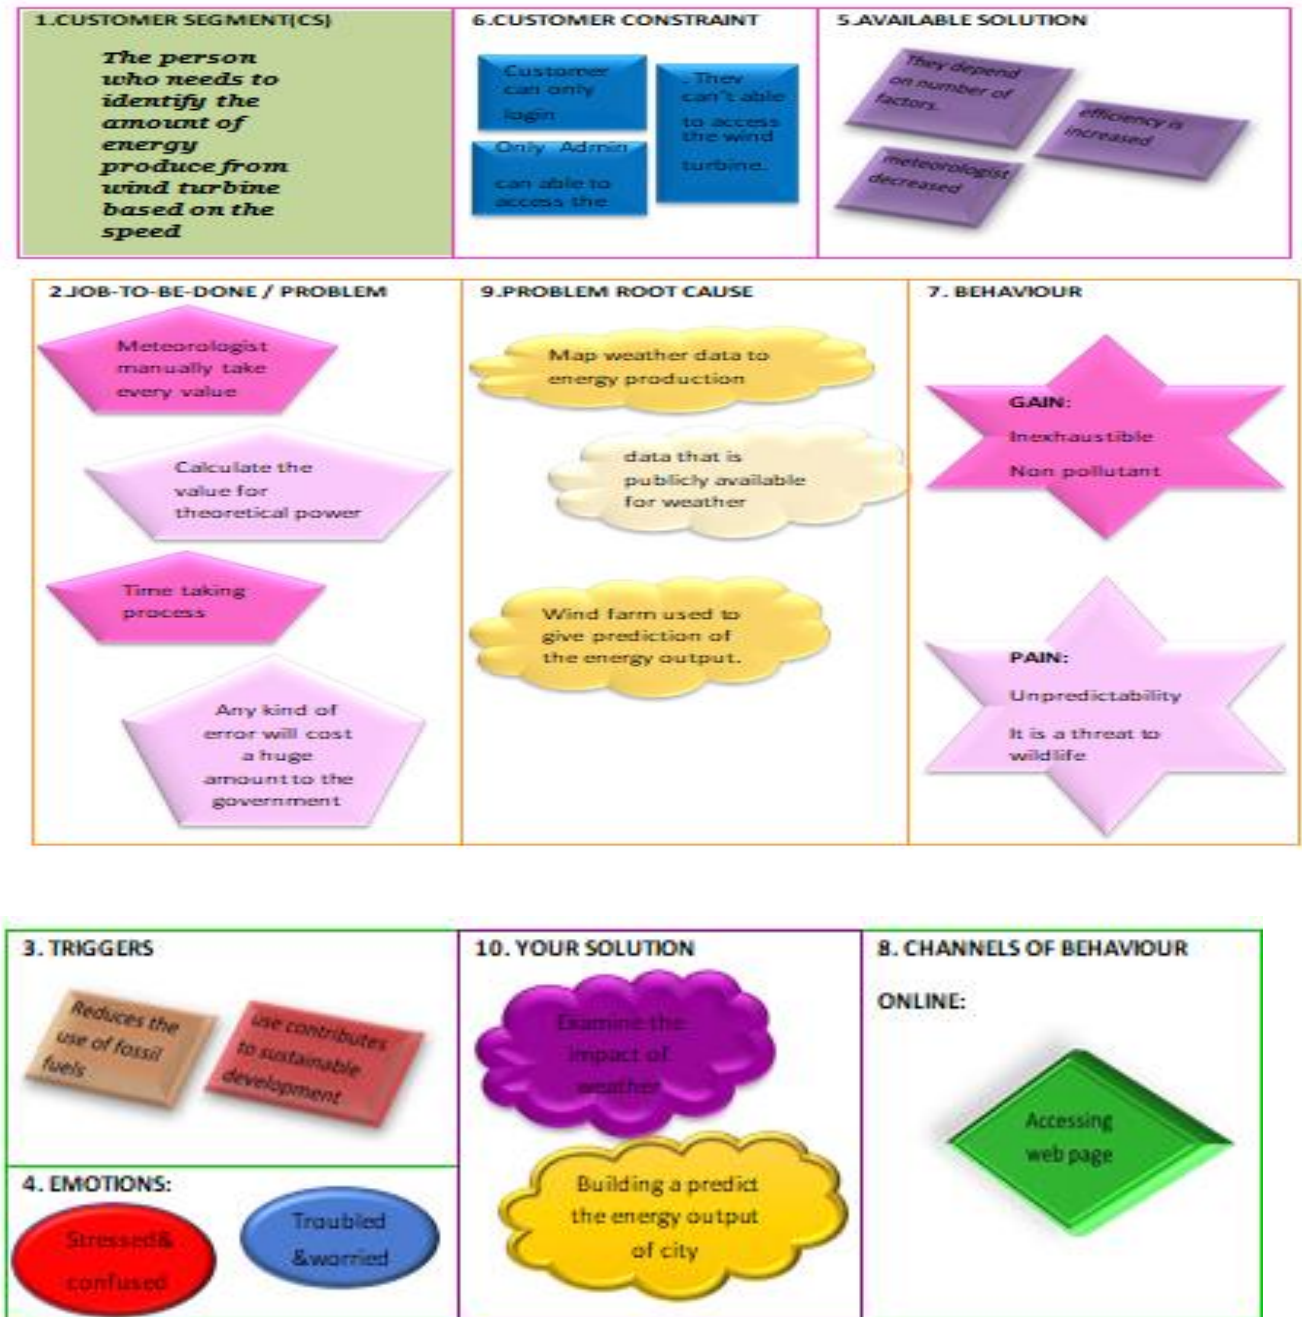 1.CUSTOMER SEGMENT(CS)
The person
who needs to
identify the
amount of
energy
produce from
wind turbine
based on the
speed
6.CUSTOMER CONSTRAINT
Customer
can only
login
Only Admin
can able to
access the
. They
can't able
to access
the wind
turbine.
5.AVAILABLE SOLUTION
They depend
on number of
factors.
efficiency is
increased
meteorologist
decreased
2.JOB-TO-BE-DONE / PROBLEM
Meteorologist
manually take
every value
Calculate the
value for
theoretical power
Time taking
process
Any kind of
error will cost
a huge
amount to the
government
9.PROBLEM ROOT CAUSE
Map weather data to
energy production
data that is
publicly available
for weather
Wind farm used to
give prediction of
the energy output.
7. BEHAVIOUR
GAIN:
Inexhaustible
Non pollutant
PAIN:
Unpredictability
It is a threat to
wildlife
3. TRIGGERS
Reduces the
use of fossil
fuels
use contributes
to sustainable
development
4. EMOTIONS:
Stressed&
confused
Troubled
&worried
10. YOUR SOLUTION
Examine the
impact of
weather
Building a predict
the energy output
of city
8. CHANNELS OF BEHAVIOUR
ONLINE:
Accessing
web page